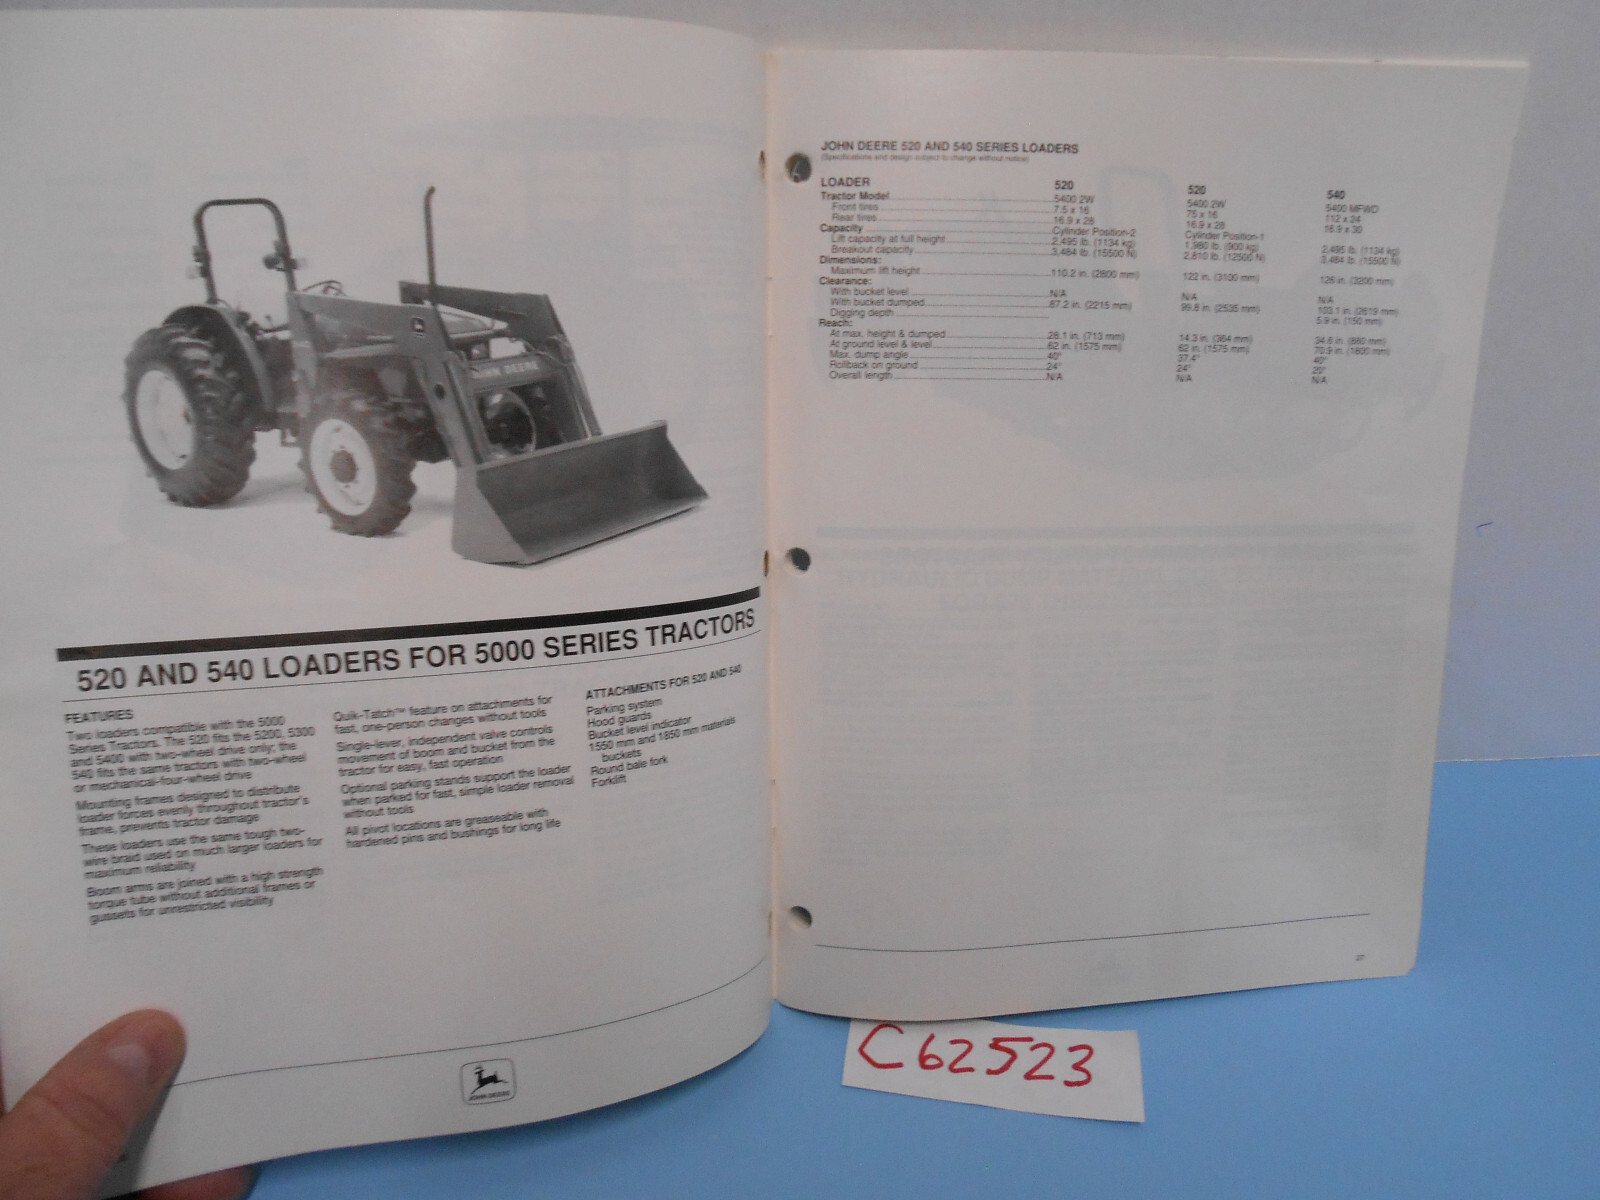 JOHN DEERE
520 AND 540 LOADERS FOR 5000 SERIES TRACTORS
FEATURES
Two loaders compatible with the 5000
Series Tractors. The 520 fits the 5200, 5300
and 5400 with two-wheel drive only; the
540 fits the same tractors with two-wheel
or mechanical-four-wheel drive
Mounting frames designed to distribute
loader forces evenly throughout tractor's
frame, prevents tractor damage
These loaders use the same tough two-
wire braid used on much larger loaders for
maximum reliability
Boom arms are joined with a high strength
torque tube without additional frames or
gussets for unrestricted visibility
Quik-Tatch™ feature on attachments for
fast, one-person changes without tools
Single-lever, independent valve controls
movement of boom and bucket from the
tractor for easy, fast operation
Optional parking stands support the loader
when parked for fast, simple loader removal
without tools
All pivot locations are greaseable with
hardened pins and bushings for long life
ATTACHMENTS FOR 520 AND 540
Parking system
Hood guards
Bucket level indicator
1550 mm and 1850 mm materials
buckets
Round bale fork
Forklift
JOHN DEERE
JOHN DEERE 520 AND 540 SERIES LOADERS
(Specifications and design subject to change without notice)
LOADER 520 520 540
Tractor Model 5400 2W 5400 2W 5400 MFWD
Front tires 7.5 x 16 75 x 16 112 x 24
Rear tires 16.9 x 28 16.9 x 28 16.9 x 30
Capacity Cylinder Position-2 Cylinder Position-1
Lift capacity at full height 2,495 lb. (1134 kg) 1,980 lb. (900 kg) 2,495 lb. (1134 kg)
Breakout capacity 3,484 lb. (15500 N) 2,810 lb. (12500 N) 3,484 lb. (15500 N)
Dimensions:
Maximum lift height 110.2 in. (2800 mm) 122 in. (3100 mm) 126 in. (3200 mm)
Clearance:
With bucket level N/A N/A N/A
With bucket dumped 87.2 in. (2215 mm) 99.8 in. (2535 mm) 103.1 in. (2619 mm)
Digging depth 5.9 in. (150 mm)
Reach:
At max. height & dumped 28.1 in. (713 mm) 14.3 in. (364 mm) 34.6 in. (880 mm)
At ground level & level 62 in. (1575 mm) 62 in. (1575 mm) 70.9 in. (1800 mm)
Max. dump angle 40° 37.4° 40°
Rollback on ground 24° 24° 20°
Overall length N/A N/A N/A
C62523